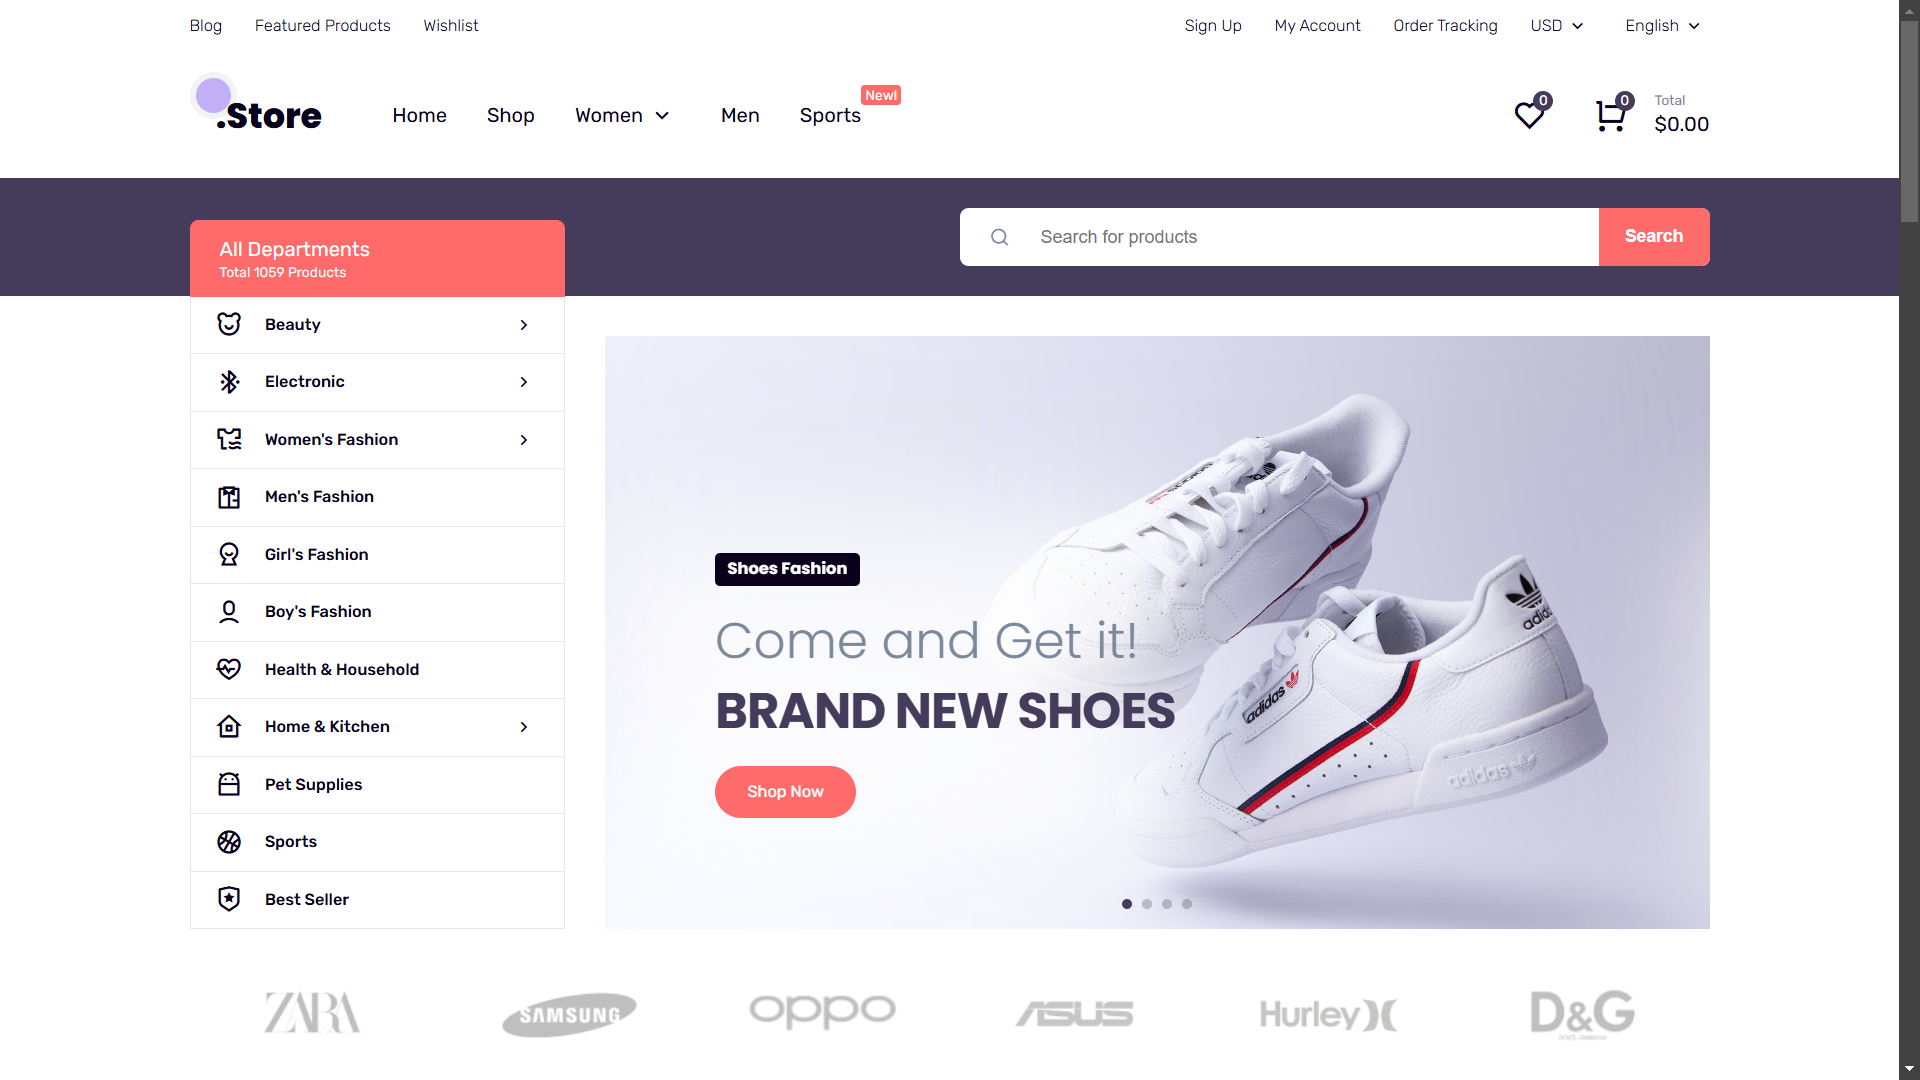 Blog Featured Products Wishlist
Sign Up My Account Order Tracking USD English
.Store
Home Shop Women Men Sports New!
0
0
Total
$0.00
All Departments
Total 1059 Products
Search for products
Search
Beauty
Electronic
Women's Fashion
Men's Fashion
Girl's Fashion
Boy's Fashion
Health & Household
Home & Kitchen
Pet Supplies
Sports
Best Seller
Shoes Fashion
Come and Get it!
BRAND NEW SHOES
Shop Now
adidas
adidas
adidas
ZARA
SAMSUNG
oppo
ASUS
Hurley
D&G